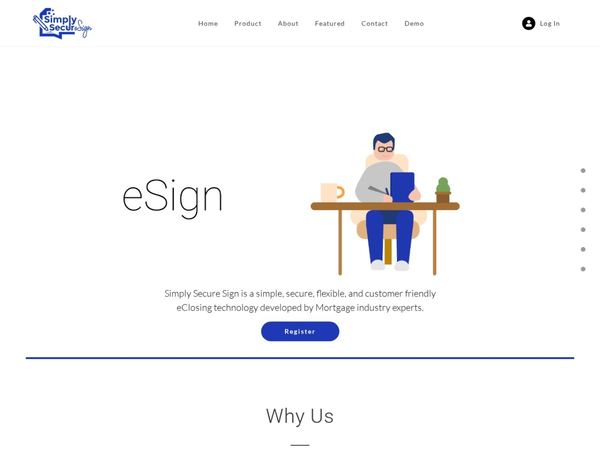 Simply
Secure
eSign
Home
Product
About
Featured
Contact
Demo
Log In
eSign
Simply Secure Sign is a simple, secure, flexible, and customer friendly
eClosing technology developed by Mortgage industry experts.
Register
Why Us